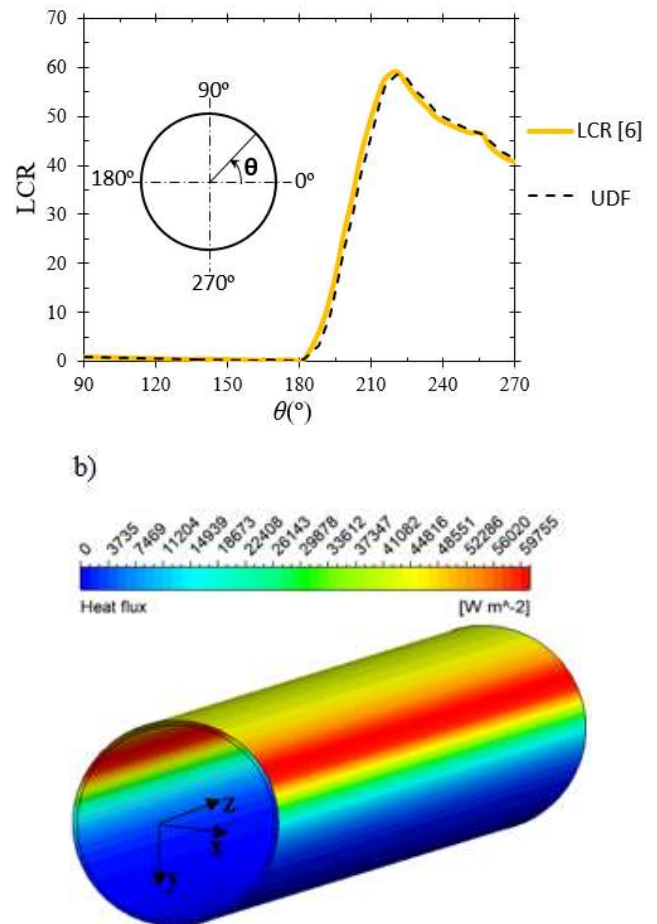 70
60
50
40
30
20
10
0
LCR
90º
180º
θ
0º
270º
LCR [6]
UDF
90 120 150 180 210 240 270
θ(º)
b)
0 3735 7469 11204 14939 18673 22408 26143 29878 33612 37347 41082 44816 48551 52286 56020 59755
Heat flux [W m^-2]
Z
X
Y